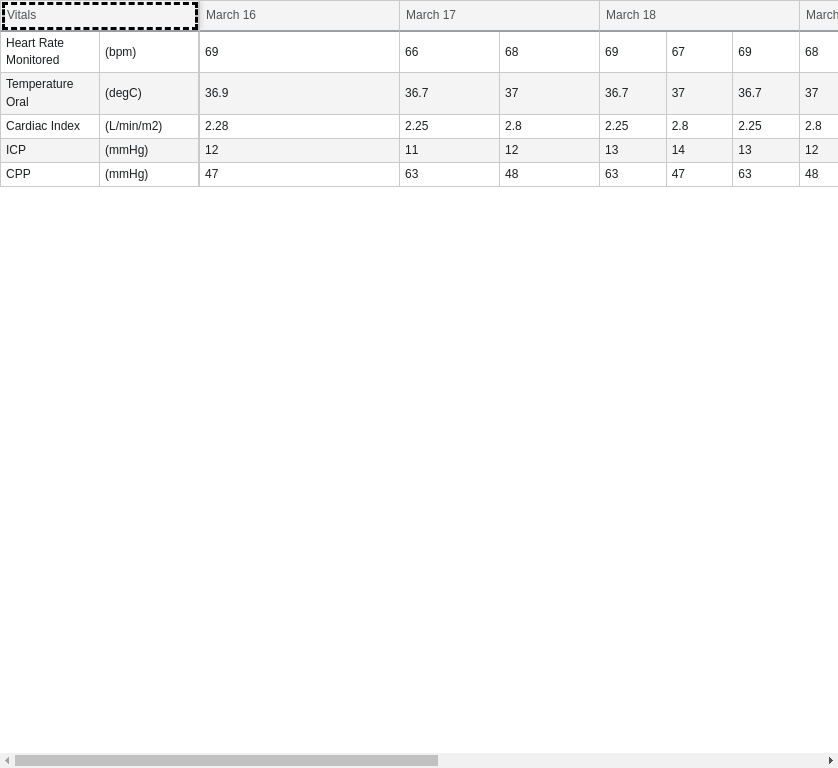 Vitals March 16 March 17 March 18 March
Heart Rate Monitored (bpm) 69 66 68 69 67 69 68
Temperature Oral (degC) 36.9 36.7 37 36.7 37 36.7 37
Cardiac Index (L/min/m2) 2.28 2.25 2.8 2.25 2.8 2.25 2.8
ICP (mmHg) 12 11 12 13 14 13 12
CPP (mmHg) 47 63 48 63 47 63 48